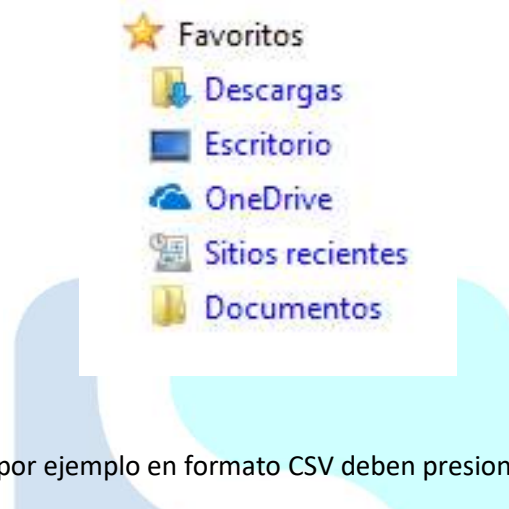 Favoritos
Descargas
Escritorio
OneDrive
Sitios recientes
Documentos
por ejemplo en formato CSV deben presion